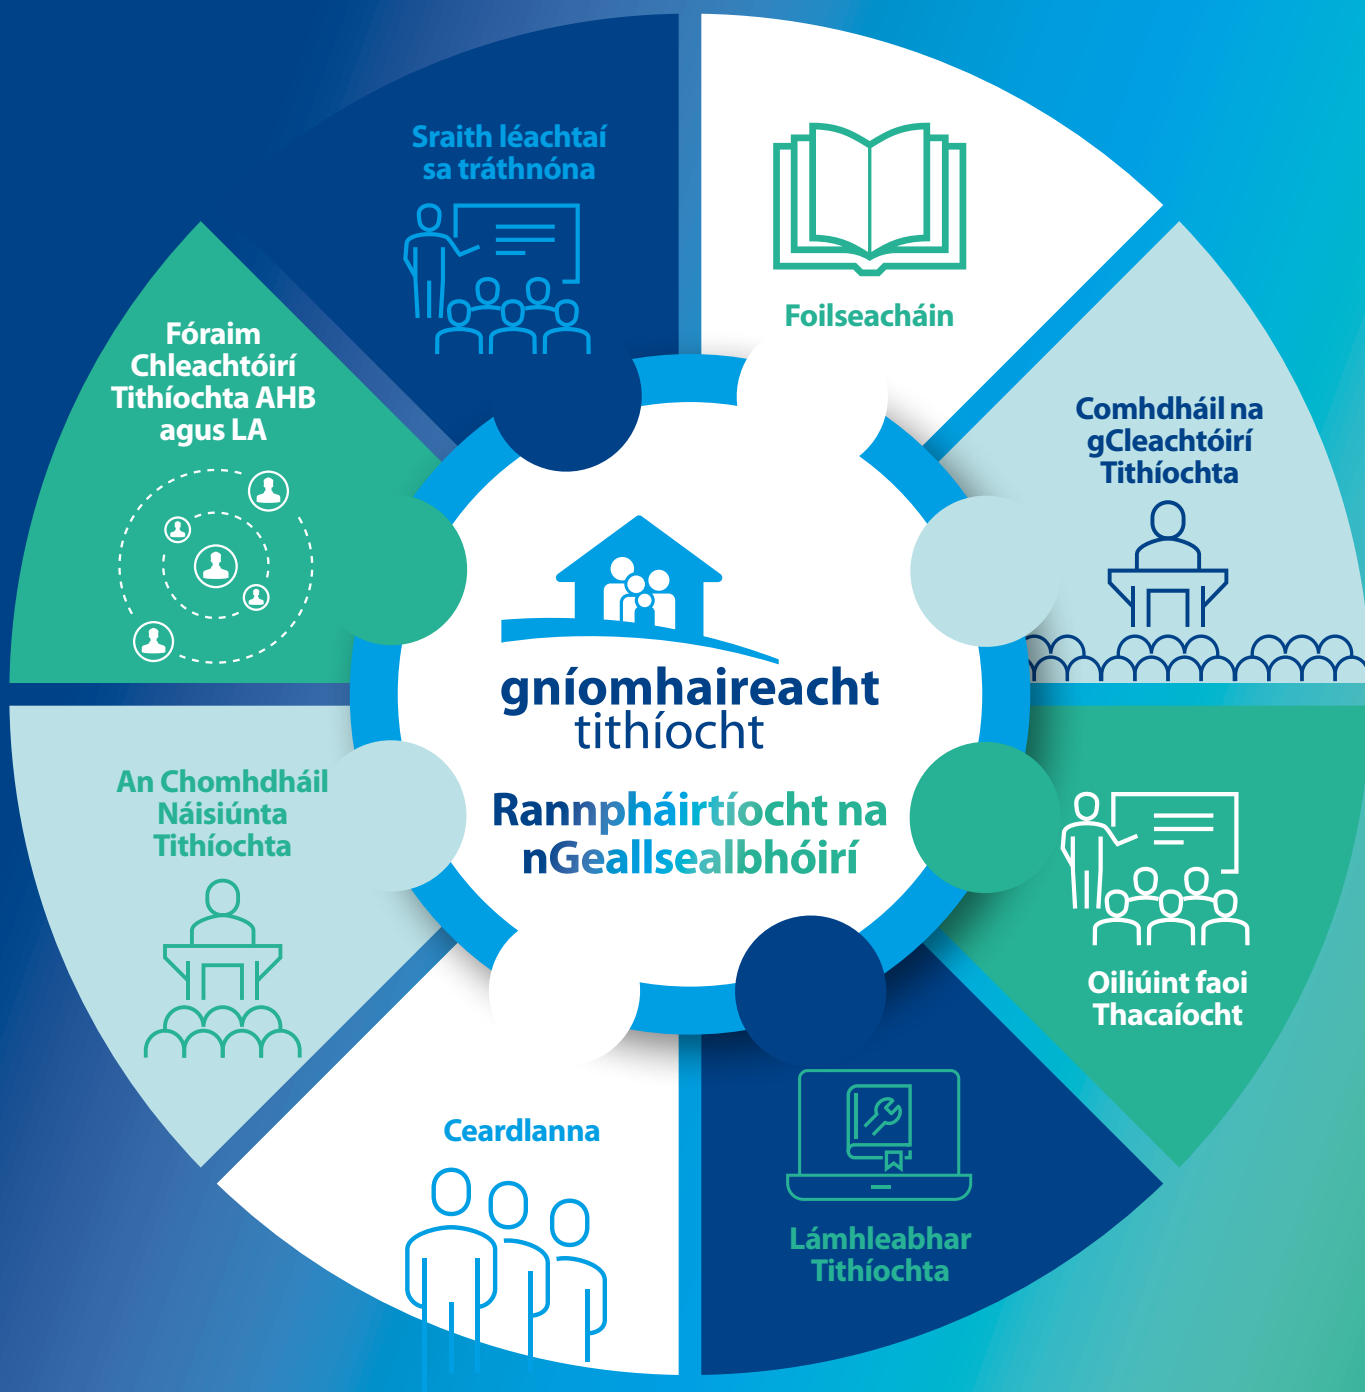 Sraith léachtaí
sa tráthnóna
Foilseacháin
Comhdháil na
gCleachtóirí
Tithíochta
Oiliúint faoi
Thacaíocht
Lámhleabhar
Tithíochta
Ceardlanna
An Chomhdháil
Náisiúnta
Tithíochta
Fóraim
Chleachtóirí
Tithíochta AHB
agus LA
gníomhaireacht
tithíocht
Rannpháirtíocht na
nGeallsealbhóirí